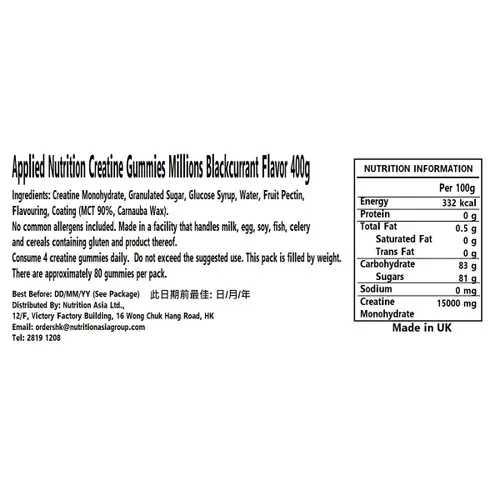 Applied Nutrition Creatine Gummies Millions Blackcurrant Flavor 400g
Ingredients: Creatine Monohydrate, Granulated Sugar, Glucose Syrup, Water, Fruit Pectin,
Flavouring, Coating (MCT 90%, Carnauba Wax).
No common allergens included. Made in a facility that handles milk, egg, soy, fish, celery
and cereals containing gluten and product thereof.
Consume 4 creatine gummies daily. Do not exceed the suggested use. This pack is filled by weight.
There are approximately 80 gummies per pack.
Best Before: DD/MM/YY (See Package) 此日期前最佳: 日/月/年
Distributed By: Nutrition Asia Ltd.,
12/F, Victory Factory Building, 16 Wong Chuk Hang Road, HK
Email: ordershk@nutritionasiagroup.com
Tel: 2819 1208
NUTRITION INFORMATION
Per 100g
Energy 332 kcal
Protein 0 g
Total Fat 0.5 g
Saturated Fat 0 g
Trans Fat 0 g
Carbohydrate 83 g
Sugars 81 g
Sodium 0 mg
Creatine 15000 mg
Monohydrate
Made in UK